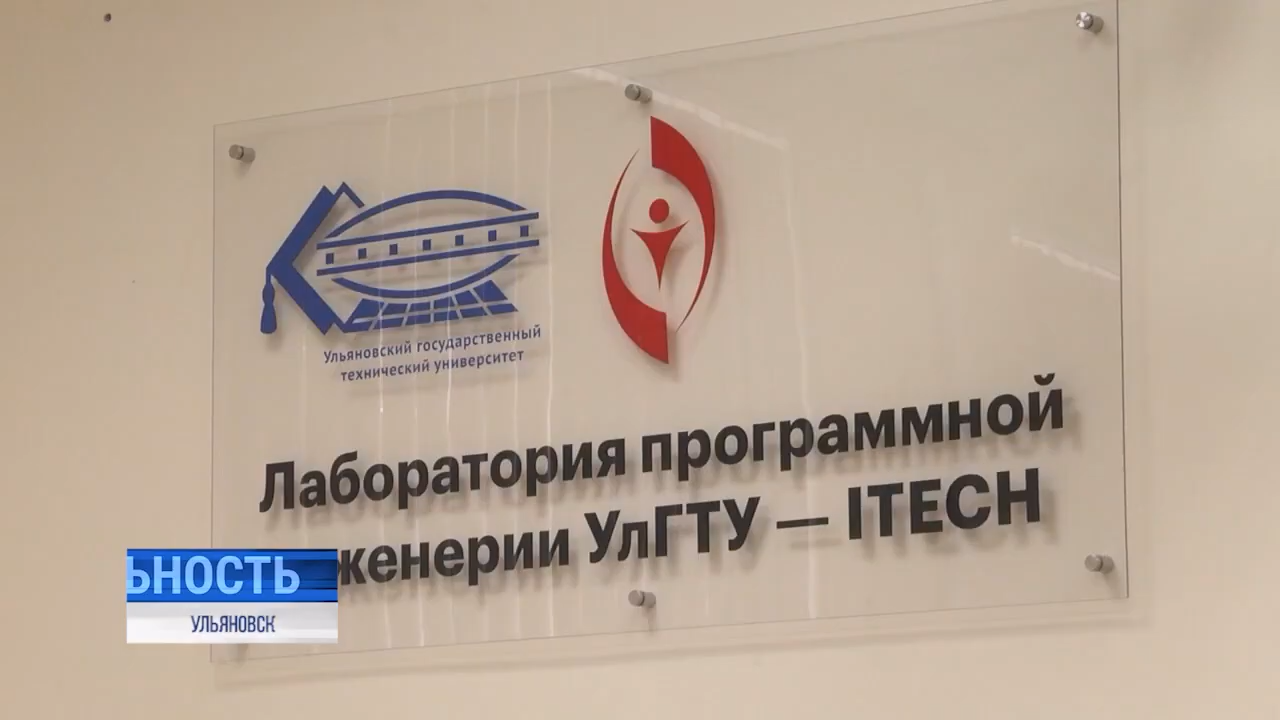 Ульяновский государственный
технический университет
Лаборатория программной
женерии УлГТУ — ITECH
ЬНОСТЬ
УЛЬЯНОВСК